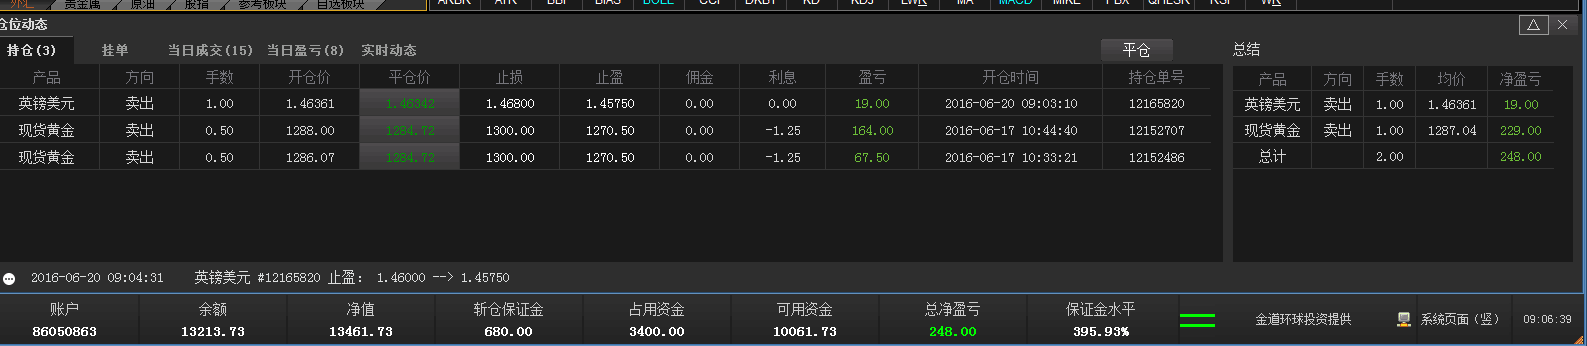 外汇 贵金属 原油 股指 参考板块 自选板块 ARBR ATR BBI BIAS BOLL CCI DKBY KD KDJ LW&R MA MACD MIKE PBX QHLSR RSI W&R
仓位动态
持仓(3) 挂单 当日成交(15) 当日盈亏(8) 实时动态 平仓 总结
产品 方向 手数 开仓价 平仓价 止损 止盈 佣金 利息 盈亏 开仓时间 持仓单号
英镑美元 卖出 1.00 1.46361 1.46342 1.46800 1.45750 0.00 0.00 19.00 2016-06-20 09:03:10 12165820
现货黄金 卖出 0.50 1288.00 1284.72 1300.00 1270.50 0.00 -1.25 164.00 2016-06-17 10:44:40 12152707
现货黄金 卖出 0.50 1286.07 1284.72 1300.00 1270.50 0.00 -1.25 67.50 2016-06-17 10:33:21 12152486
产品 方向 手数 均价 净盈亏
英镑美元 卖出 1.00 1.46361 19.00
现货黄金 卖出 1.00 1287.04 229.00
总计 2.00 248.00
2016-06-20 09:04:31 英镑美元 #12165820 止盈： 1.46000 --> 1.45750
账户 余额 净值 斩仓保证金 占用资金 可用资金 总净盈亏 保证金水平
86050863 13213.73 13461.73 680.00 3400.00 10061.73 248.00 395.93%
金道环球投资提供 系统页面（竖） 09:06:39